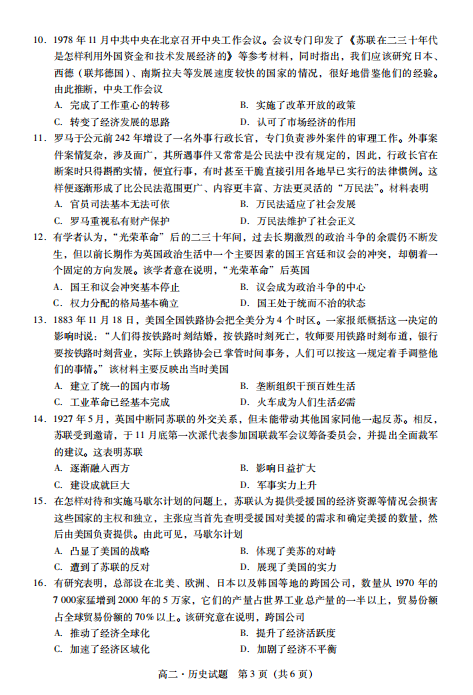 10. 1978 年 11 月中共中央在北京召开中央工作会议。会议专门印发了《苏联在二三十年代
是怎样利用外国资金和技术发展经济的》等参考材料，同时指出，我们应该研究日本、
西德（联邦德国）、南斯拉夫等发展速度较快的国家的情况，很好地借鉴他们的经验。
由此推断，中央工作会议
A. 完成了工作重心的转移 B. 实施了改革开放的政策
C. 转变了经济发展的思路 D. 认可了市场经济的作用
11. 罗马于公元前 242 年增设了一名外事行政长官，专门负责涉外案件的审理工作。外事案
件案情复杂，涉及面广，其所遇事件又常常是公民法中没有规定的，因此，行政长官在
断案时只得斟酌实情，便宜行事，有时甚至干脆直接引用各地早已实行的法律惯例。这
样便逐渐形成了比公民法范围更广、内容更丰富、方法更灵活的“万民法”。材料表明
A. 官员司法基本无法可依 B. 万民法适应了社会发展
C. 罗马重视私有财产保护 D. 万民法维护了社会正义
12. 有学者认为，“光荣革命”后的二三十年间，过去长期激烈的政治斗争的余震仍不断发
生，但以前长期作为英国政治生活中一个主要因素的国王宫廷和议会的冲突，却朝着一
个固定的方向发展。该学者意在说明，“光荣革命”后英国
A. 国王和议会冲突基本停止 B. 议会成为政治斗争的中心
C. 权力分配的格局基本确立 D. 国王处于统而不治的状态
13. 1883 年 11 月 18 日，美国全国铁路协会把全美分为 4 个时区。一家报纸概括这一决定的
影响时说：“人们得按铁路时刻结婚，按铁路时刻死亡，牧师要用铁路时刻布道，银行
要按铁路时刻营业，实际上铁路协会已掌管时间事务，人们可以按这一规定着手调整他
们的事情。”该材料主要反映出当时美国
A. 建立了统一的国内市场 B. 垄断组织干预百姓生活
C. 工业革命已经基本完成 D. 火车成为人们生活必需
14. 1927 年 5 月，英国中断同苏联的外交关系，但未能带动其他国家同他一起反苏。相反，
苏联受到邀请，于 11 月底第一次派代表参加国联裁军会议筹备委员会，并提出全面裁军
的建议。这表明苏联
A. 逐渐融入西方 B. 影响日益扩大
C. 建设成就巨大 D. 军事实力上升
15. 在怎样对待和实施马歇尔计划的问题上，苏联认为提供受援国的经济资源等情况会损害
这些国家的主权和独立，主张应当首先查明受援国对美援的需求和确定美援的数量，然
后由美国负责提供。由此可见，马歇尔计划
A. 凸显了美国的战略 B. 体现了美苏的对峙
C. 遭到了苏联的反对 D. 展现了美国的实力
16. 有研究表明，总部设在北美、欧洲、日本以及韩国等地的跨国公司，数量从 1970 年的
7 000家猛增到 2000 年的 5 万家，它们的产量占世界工业总产量的一半以上，贸易份额
占全球贸易份额的 70% 以上。该研究意在说明，跨国公司
A. 推动了经济全球化 B. 提升了经济活跃度
C. 加速了经济区域化 D. 加剧了经济不平衡
高二・历史试题 第 3 页（共 6 页）